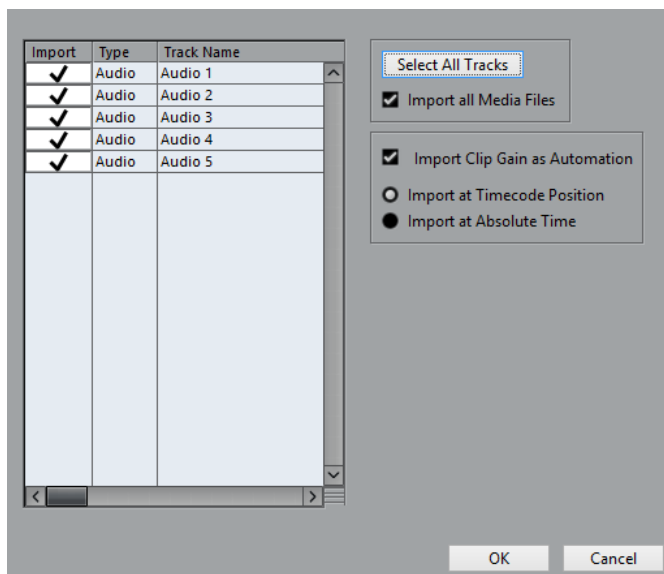 Import Type Track Name
Audio Audio 1
Audio Audio 2
Audio Audio 3
Audio Audio 4
Audio Audio 5
Select All Tracks
Import all Media Files
Import Clip Gain as Automation
Import at Timecode Position
Import at Absolute Time
OK Cancel